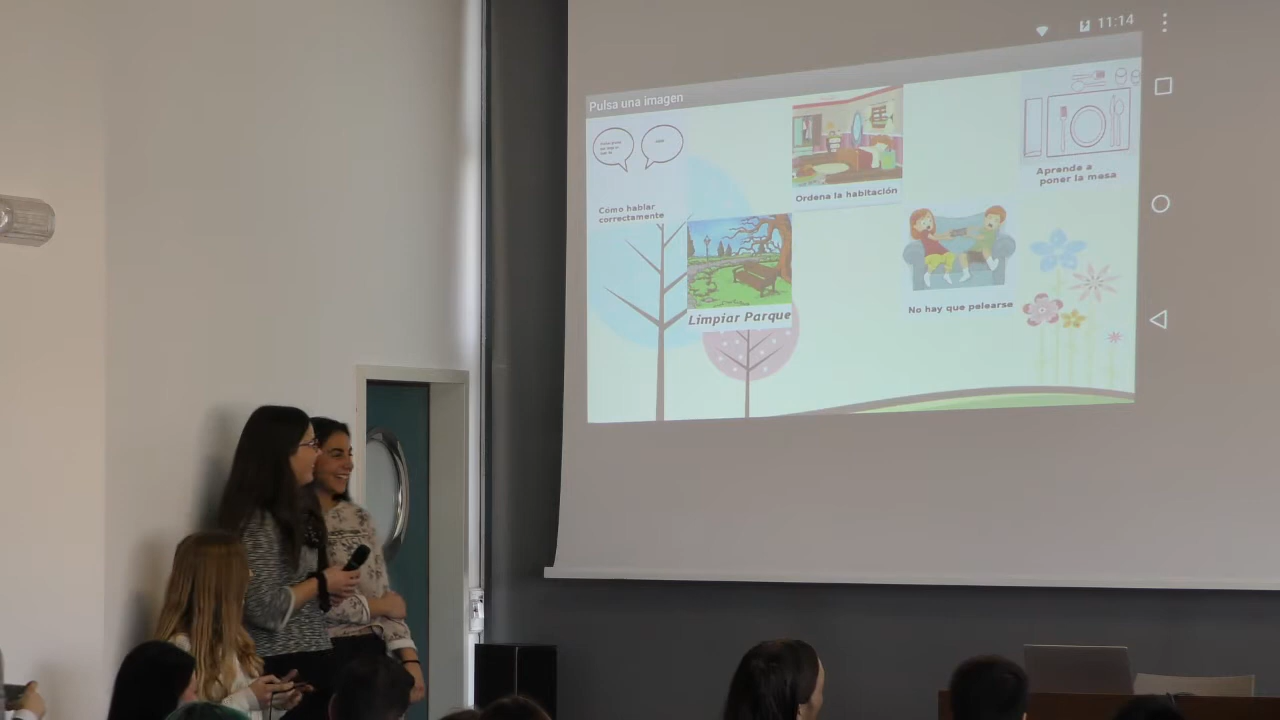 11:14
Pulsa una imagen
Como hablar
correctamente
Ordena la habitación
Aprende a
poner la mesa
Limpiar Parque
No hay que pelearse